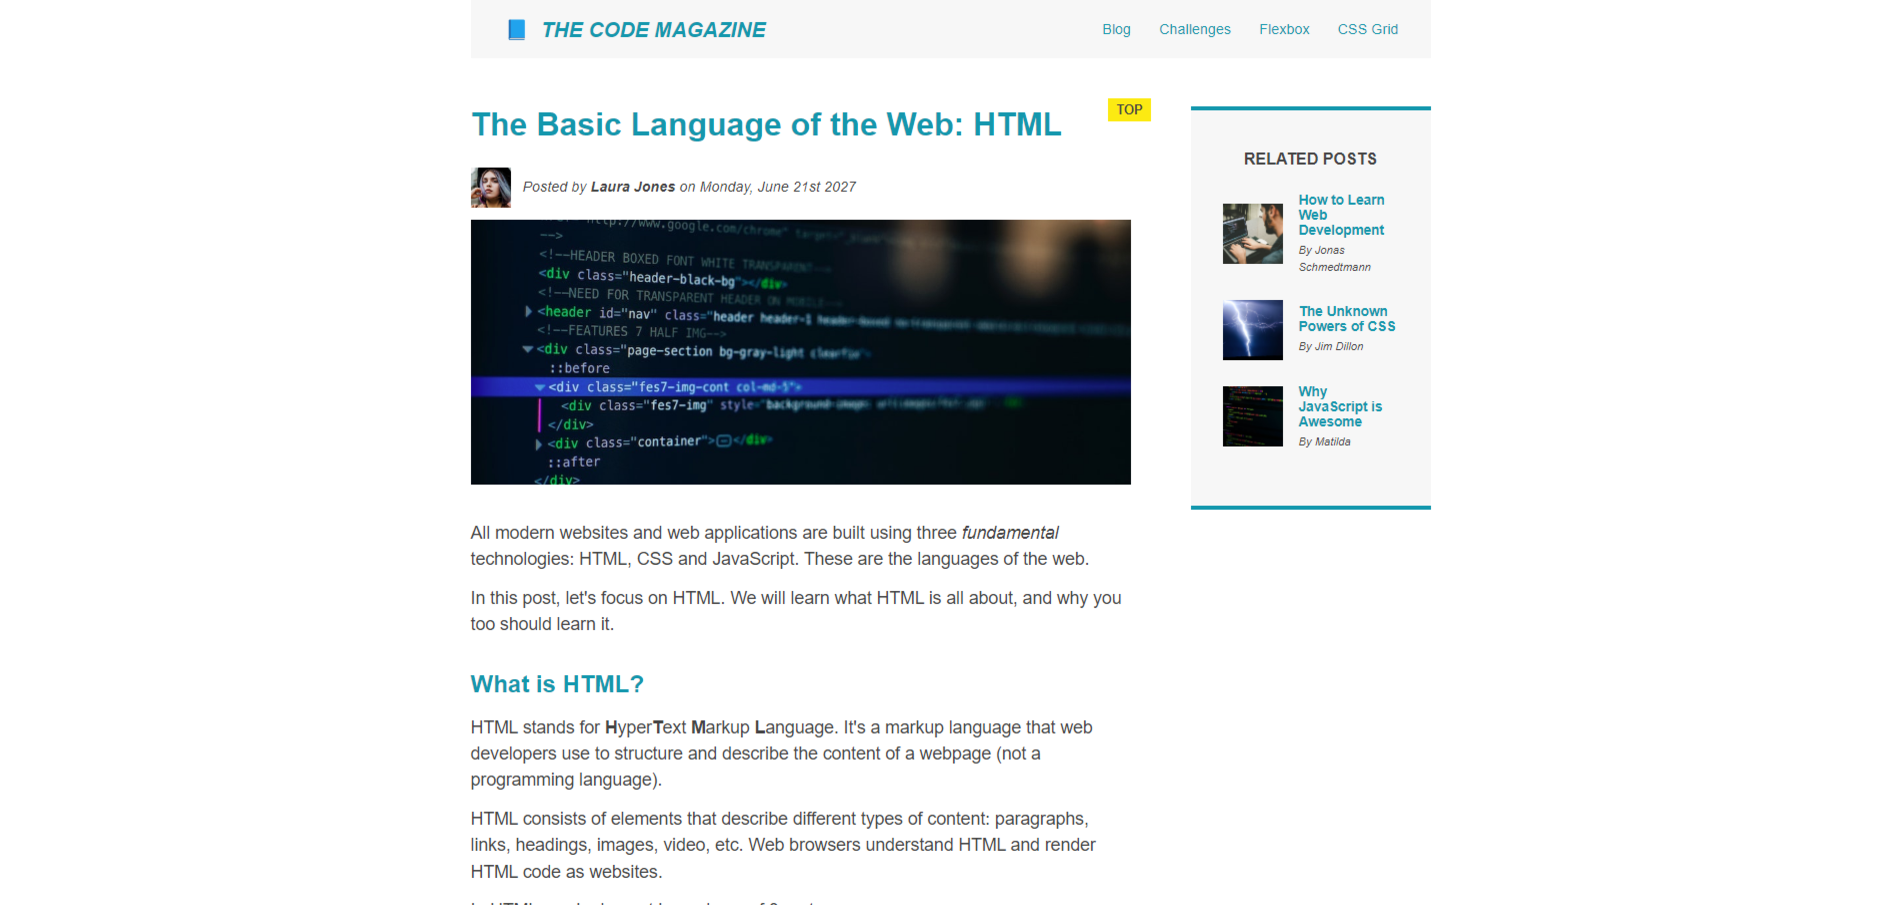 THE CODE MAGAZINE
Blog Challenges Flexbox CSS Grid
The Basic Language of the Web: HTML
TOP
Posted by Laura Jones on Monday, June 21st 2027
-->
<!--HEADER BOXED FONT WHITE TRANSPARENT-->
<div class="header-black-bg"></div>
<!--NEED FOR TRANSPARENT HEADER ON MOBILE-->
<header id="nav" class="header header-1
<!--FEATURES 7 HALF IMG-->
<div class="page-section bg-gray-light clearfix">
::before
<div class="fes7-img-cont col-md-5">
<div class="fes7-img" style="background-image:
</div>
<div class="container"></div>
::after
</div>
All modern websites and web applications are built using three fundamental
technologies: HTML, CSS and JavaScript. These are the languages of the web.
In this post, let's focus on HTML. We will learn what HTML is all about, and why you
too should learn it.
What is HTML?
HTML stands for HyperText Markup Language. It's a markup language that web
developers use to structure and describe the content of a webpage (not a
programming language).
HTML consists of elements that describe different types of content: paragraphs,
links, headings, images, video, etc. Web browsers understand HTML and render
HTML code as websites.
RELATED POSTS
How to Learn
Web
Development
By Jonas
Schmedtmann
The Unknown
Powers of CSS
By Jim Dillon
Why
JavaScript is
Awesome
By Matilda